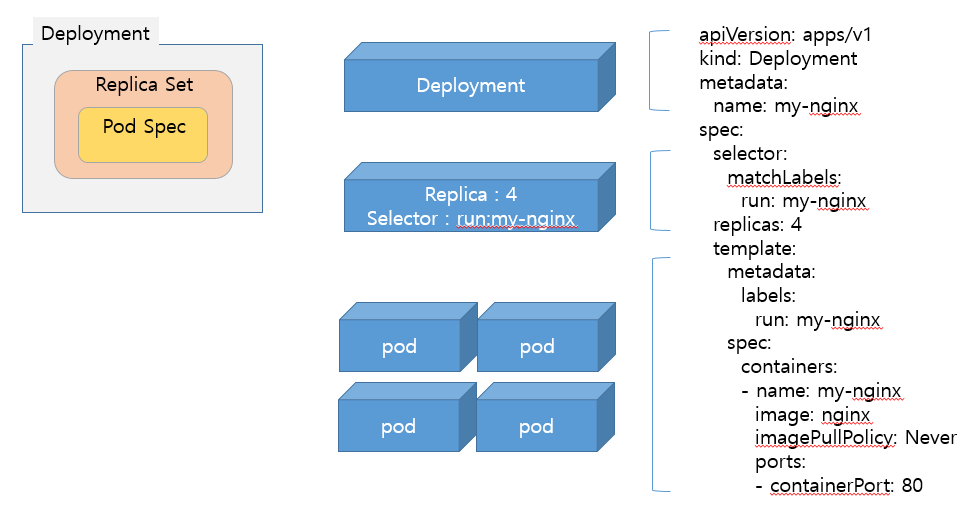 Deployment
Replica Set
Pod Spec
Deployment
Replica : 4
Selector : run:my-nginx
pod
pod
pod
pod
apiVersion: apps/v1
kind: Deployment
metadata:
  name: my-nginx
spec:
  selector:
    matchLabels:
      run: my-nginx
  replicas: 4
  template:
    metadata:
      labels:
        run: my-nginx
    spec:
      containers:
      - name: my-nginx
        image: nginx
        imagePullPolicy: Never
        ports:
        - containerPort: 80